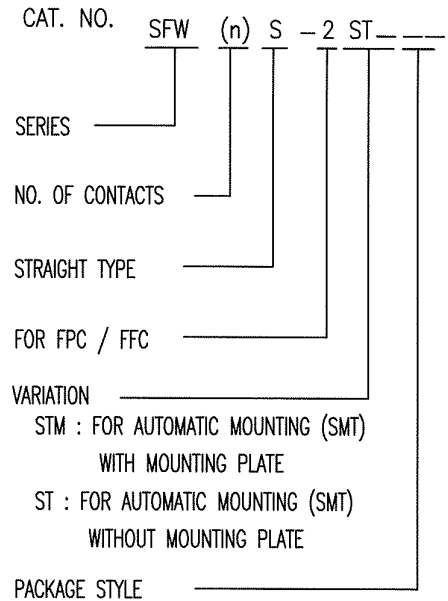 CAT. NO. SFW (n) S - 2 ST_ _ _
SERIES
NO. OF CONTACTS
STRAIGHT TYPE
FOR FPC / FFC
VARIATION
STM : FOR AUTOMATIC MOUNTING (SMT)
WITH MOUNTING PLATE
ST : FOR AUTOMATIC MOUNTING (SMT)
WITHOUT MOUNTING PLATE
PACKAGE STYLE